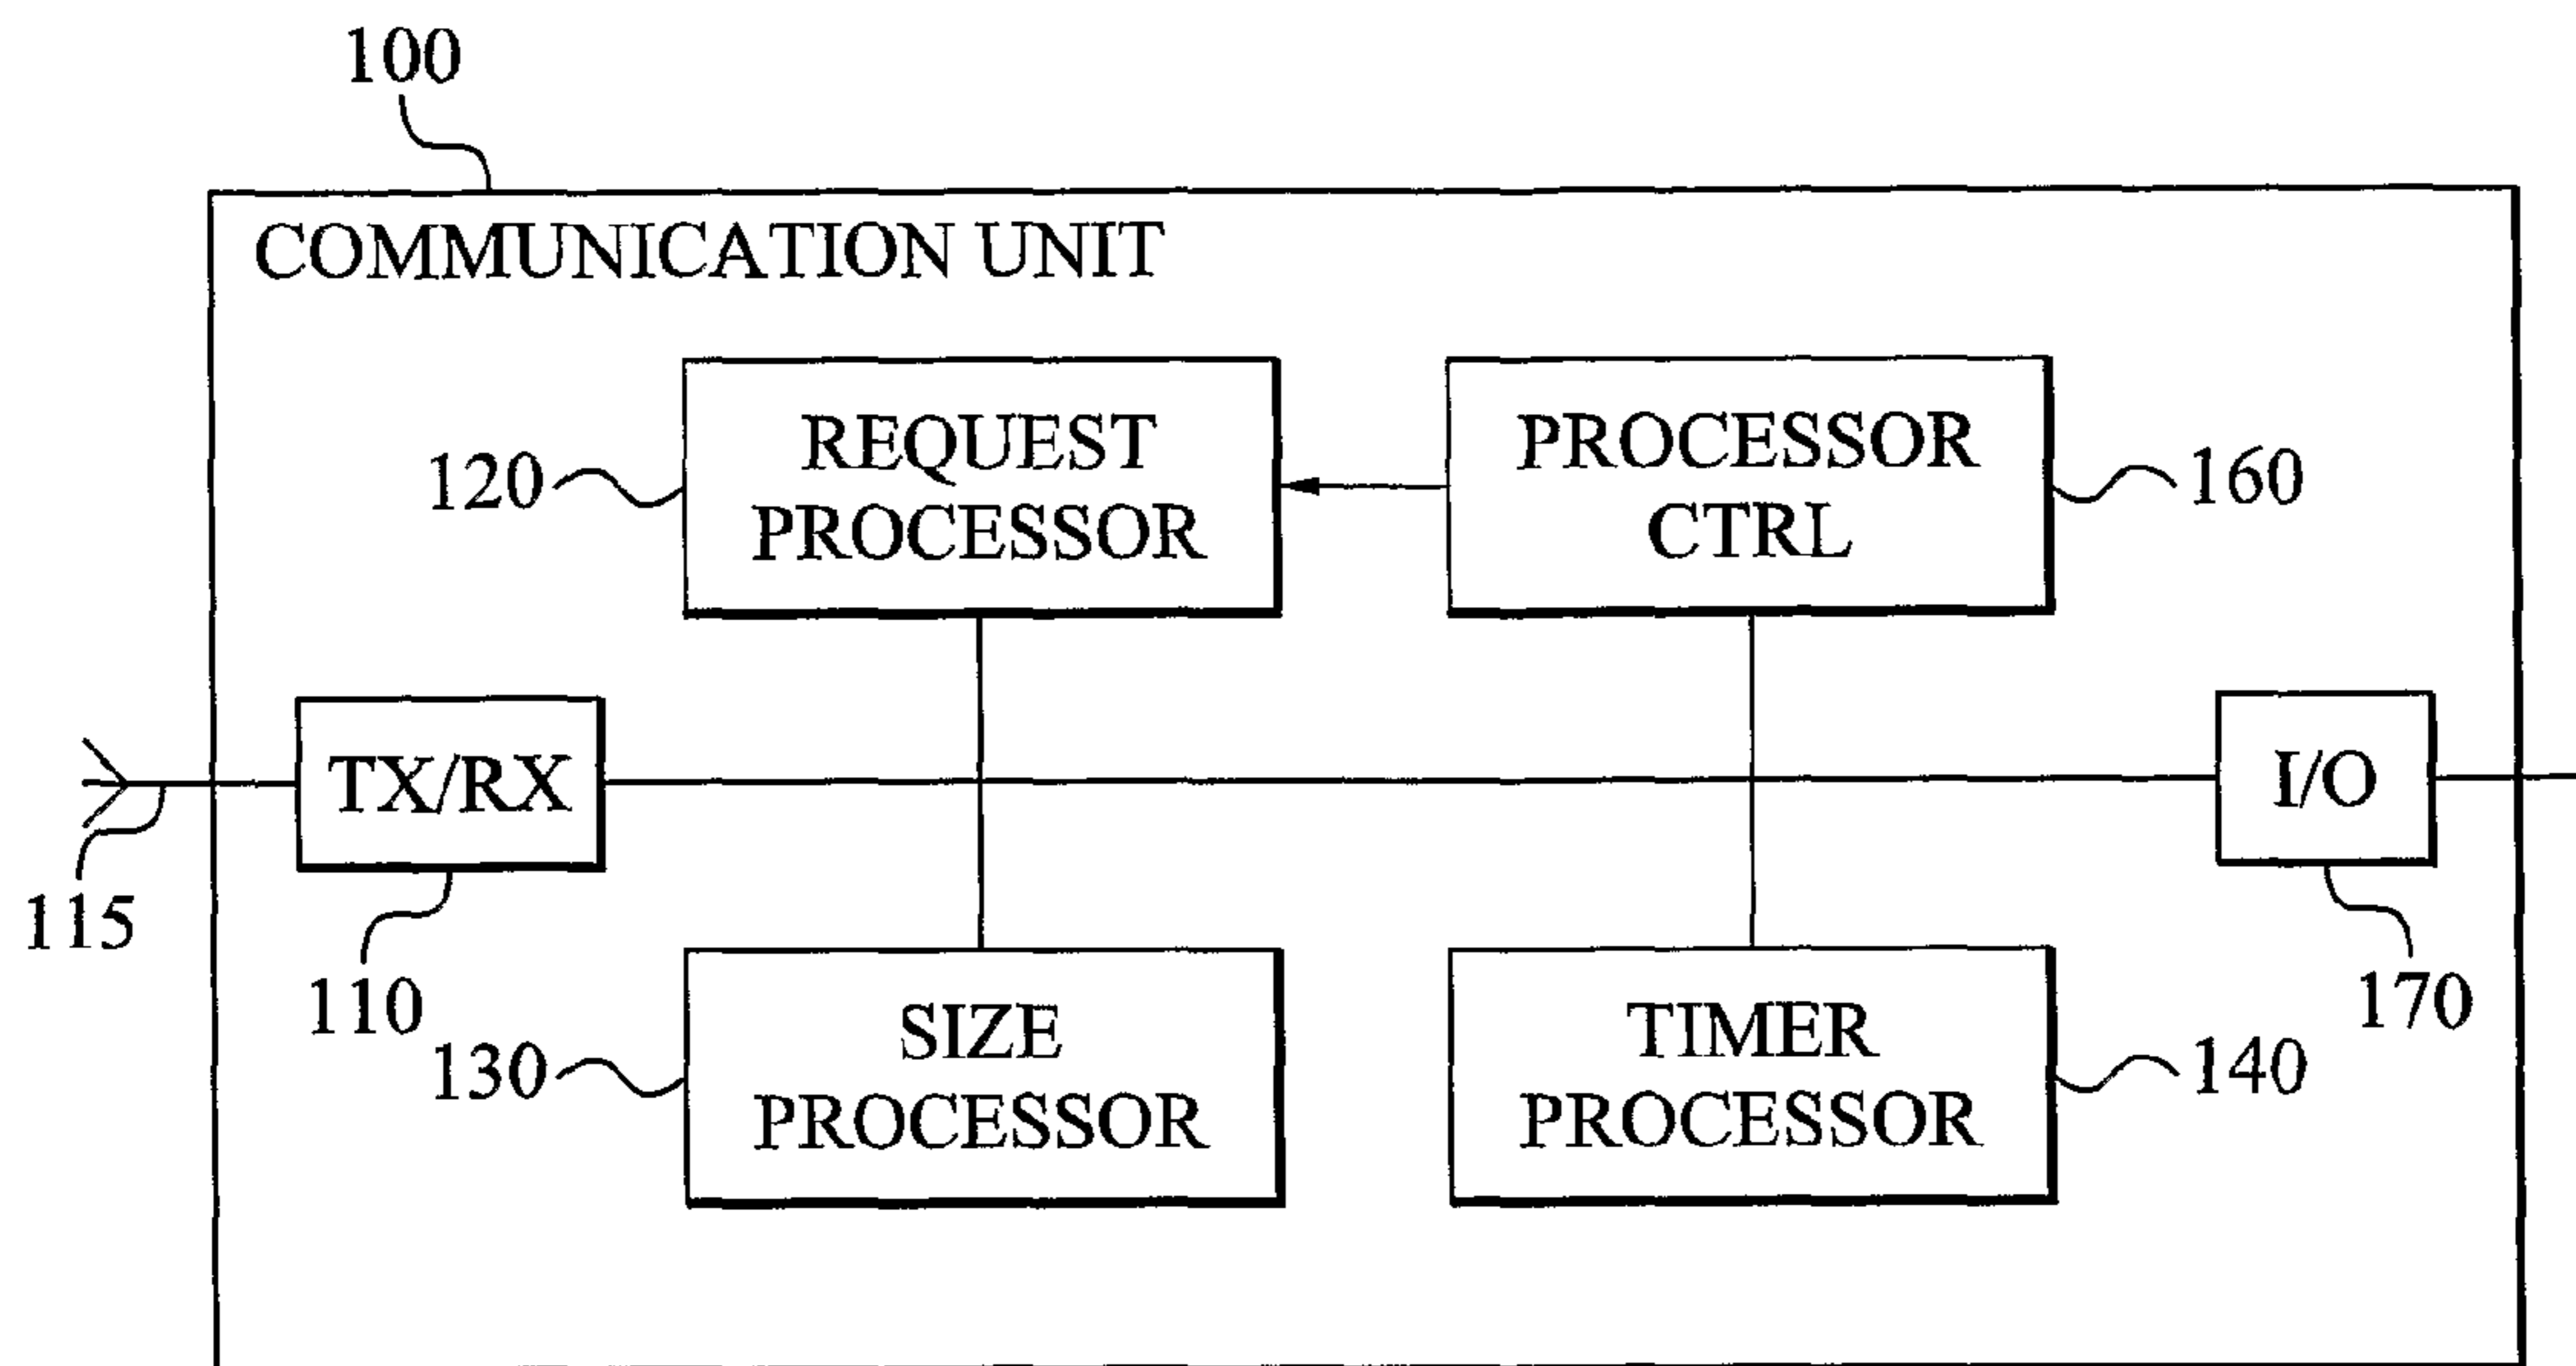 100
COMMUNICATION UNIT
REQUEST
PROCESSOR
120
PROCESSOR
CTRL
160
TX/RX
I/O
115
110
170
SIZE
PROCESSOR
130
TIMER
PROCESSOR
140